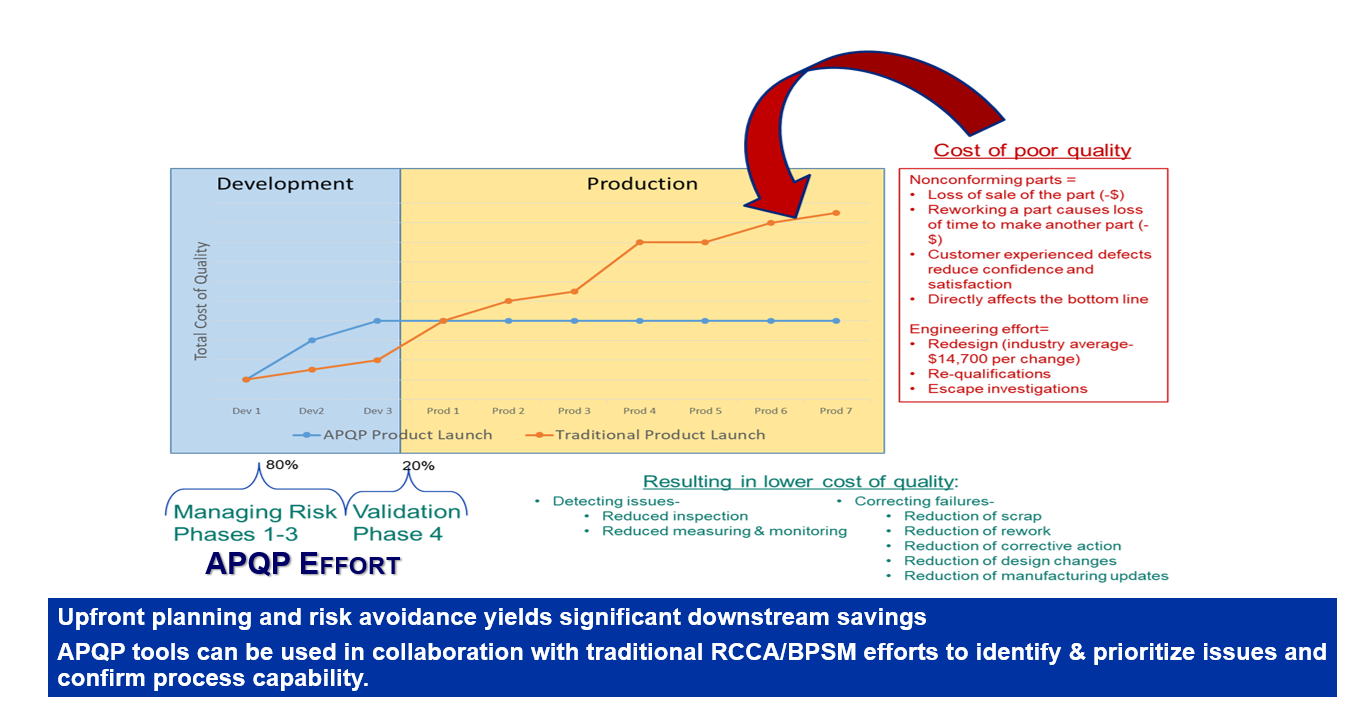 Cost of poor quality
Development
Production
Nonconforming parts =
• Loss of sale of the part (-$)
• Reworking a part causes loss
of time to make another part (-
$)
• Customer experienced defects
reduce confidence and
satisfaction
• Directly affects the bottom line
Engineering effort=
• Redesign (industry average-
$14,700 per change)
• Re-qualifications
• Escape investigations
Total Cost of Quality
Dev 1
Dev2
Dev 3
Prod 1
Prod 2
Prod 3
Prod 4
Prod 5
Prod 6
Prod 7
APQP Product Launch
Traditional Product Launch
80%
20%
Managing Risk
Phases 1-3
Validation
Phase 4
APQP EFFORT
Resulting in lower cost of quality:
• Detecting issues-
• Reduced inspection
• Reduced measuring & monitoring
• Correcting failures-
• Reduction of scrap
• Reduction of rework
• Reduction of corrective action
• Reduction of design changes
• Reduction of manufacturing updates
Upfront planning and risk avoidance yields significant downstream savings
APQP tools can be used in collaboration with traditional RCCA/BPSM efforts to identify & prioritize issues and
confirm process capability.